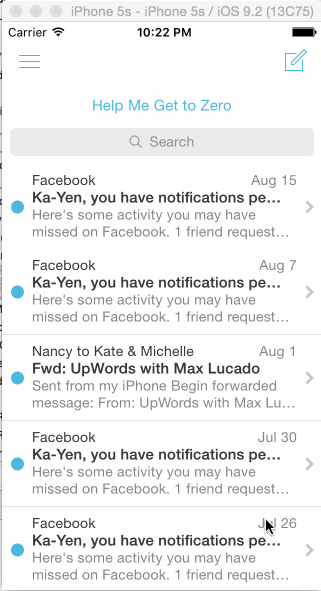 iPhone 5s - iPhone 5s / iOS 9.2 (13C75)
Carrier 10:22 PM
Help Me Get to Zero
Search
Facebook Aug 15
Ka-Yen, you have notifications pe…
Here's some activity you may have
missed on Facebook. 1 friend request…
Facebook Aug 7
Ka-Yen, you have notifications pe…
Here's some activity you may have
missed on Facebook. 1 friend request…
Nancy to Kate & Michelle Aug 1
Fwd: UpWords with Max Lucado
Sent from my iPhone Begin forwarded
message: From: UpWords with Max Lu…
Facebook Jul 30
Ka-Yen, you have notifications pe…
Here's some activity you may have
missed on Facebook. 1 friend request…
Facebook Jul 26
Ka-Yen, you have notifications pe…
Here's some activity you may have
missed on Facebook. 1 friend request…